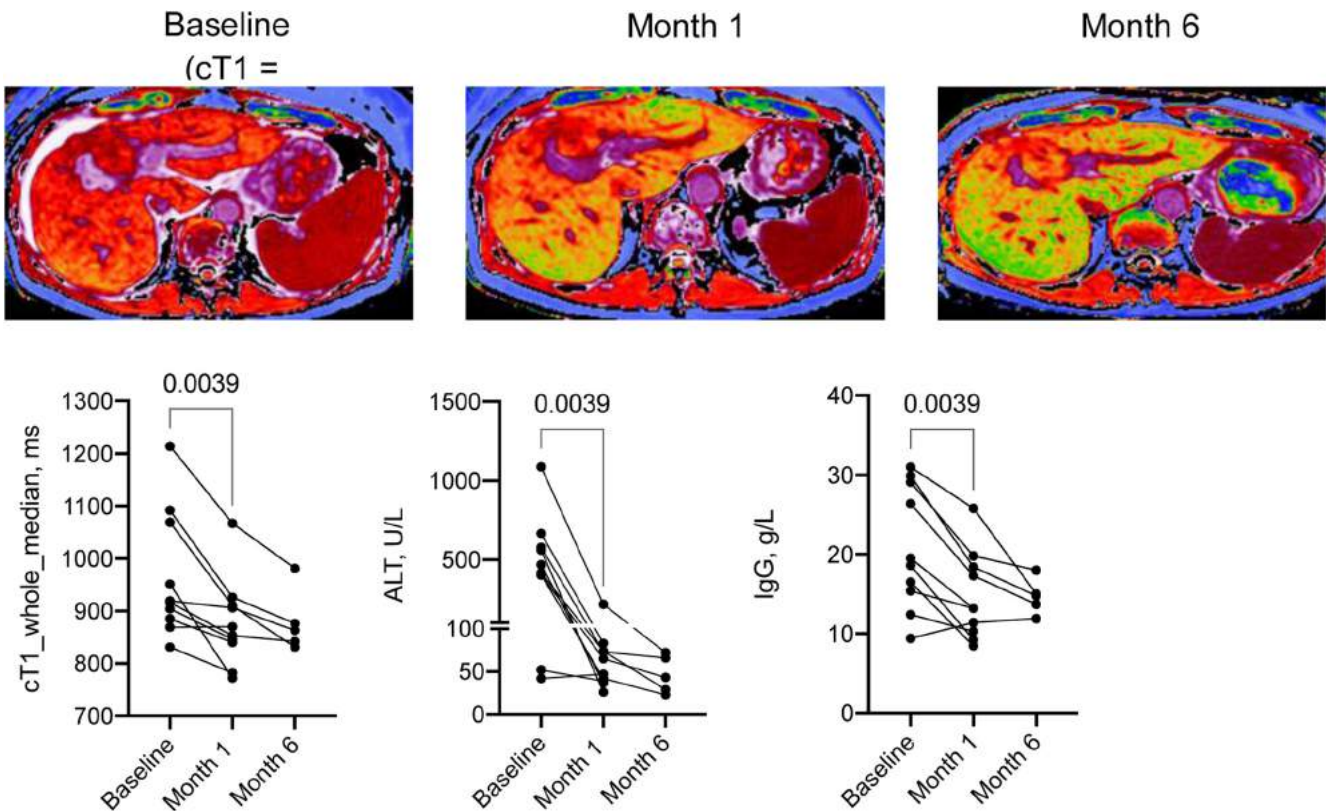 Baseline
(cT1 =
Month 1
Month 6
0.0039
1300
1200
1100
1000
900
800
700
cT1_whole_median, ms
Baseline
Month 1
Month 6
0.0039
1500
1000
500
100
50
0
ALT, U/L
Baseline
Month 1
Month 6
0.0039
40
30
20
10
0
IgG, g/L
Baseline
Month 1
Month 6